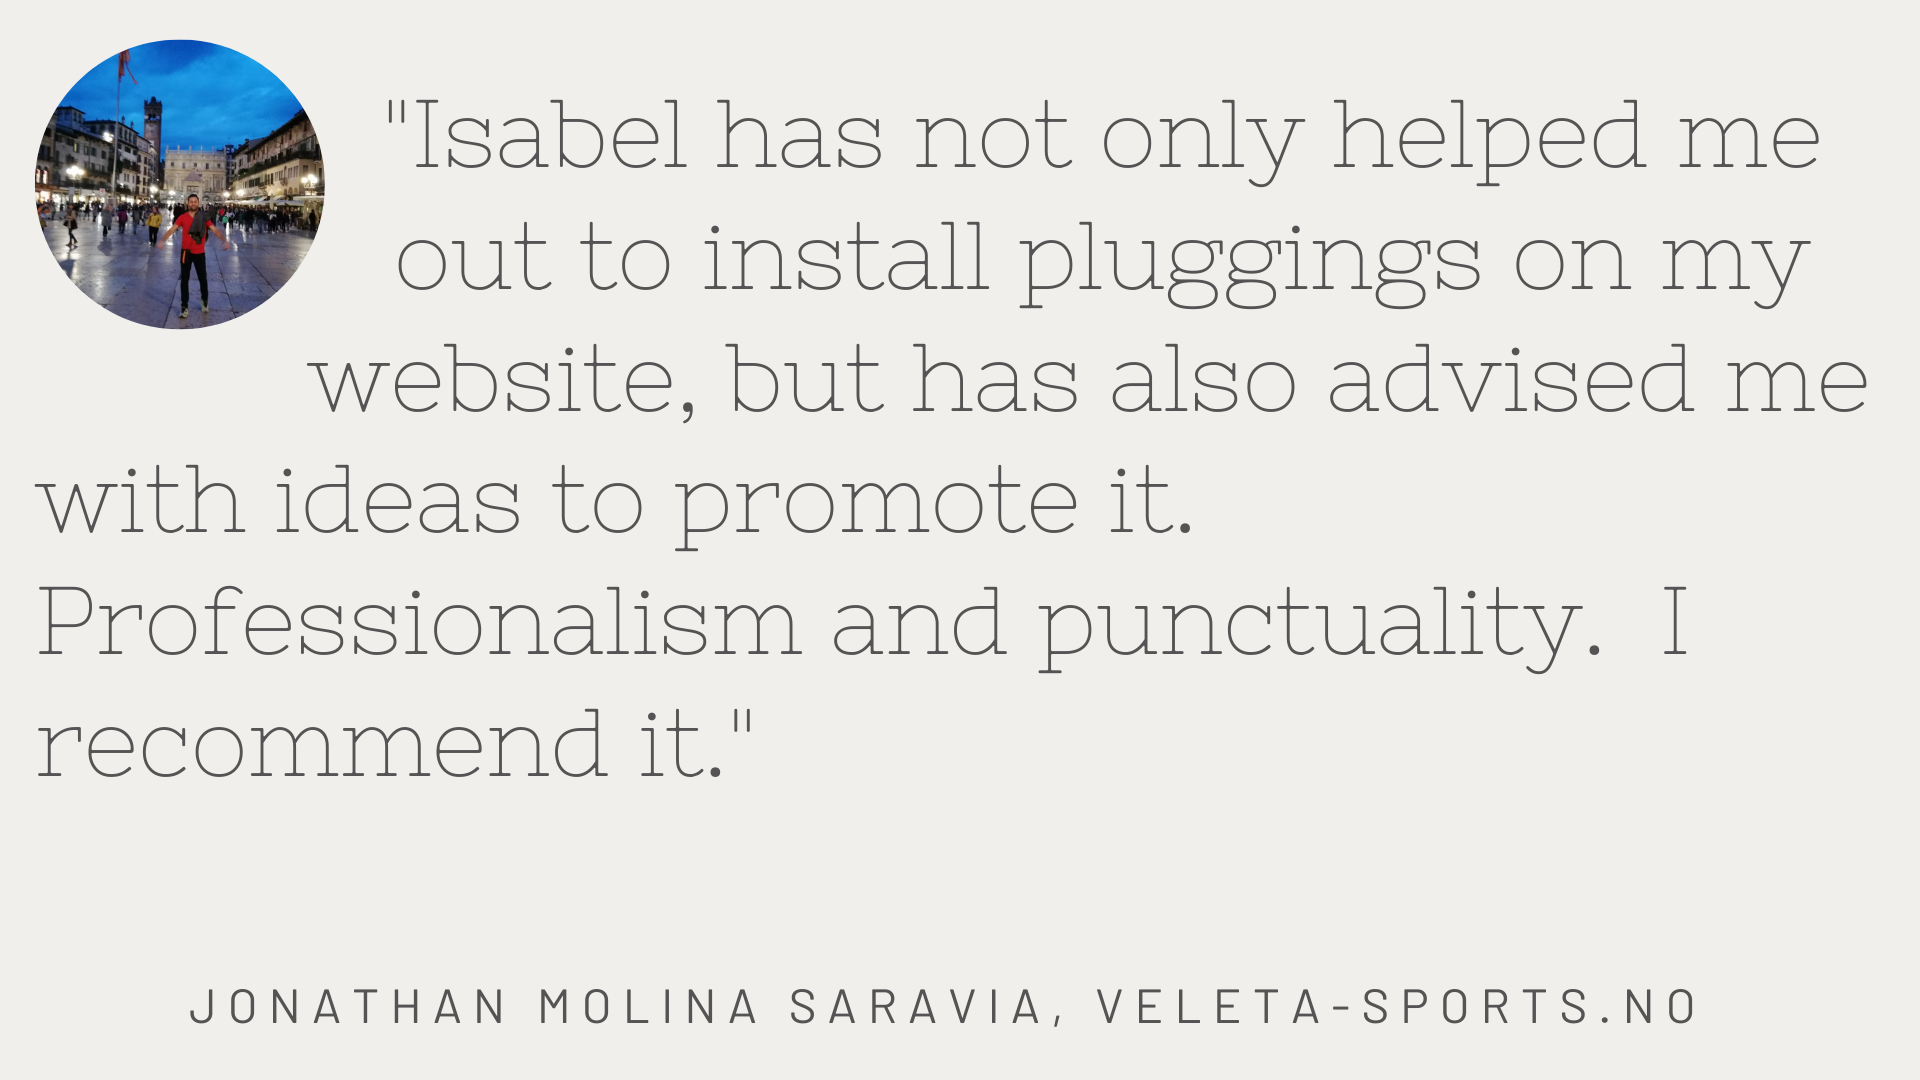 "Isabel has not only helped me
out to install pluggings on my
website, but has also advised me
with ideas to promote it.
Professionalism and punctuality.  I
recommend it."
JONATHAN MOLINA SARAVIA, VELETA-SPORTS.NO